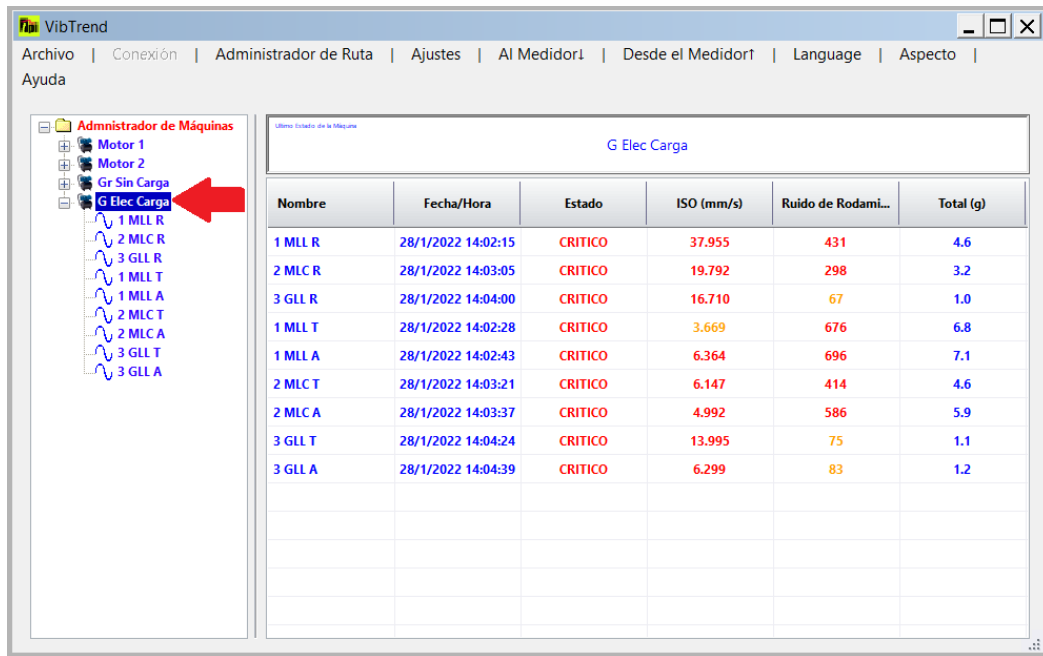 VibTrend
Archivo | Conexión | Administrador de Ruta | Ajustes | Al Medidor↓ | Desde el Medidor↑ | Language | Aspecto |
Ayuda
Admnistrador de Máquinas
Motor 1
Motor 2
Gr Sin Carga
G Elec Carga
1 MLL R
2 MLC R
3 GLL R
1 MLL T
1 MLL A
2 MLC T
2 MLC A
3 GLL T
3 GLL A
Ultimo Estado de la Máquina
G Elec Carga
Nombre Fecha/Hora Estado ISO (mm/s) Ruido de Rodami... Total (g)
1 MLL R 28/1/2022 14:02:15 CRITICO 37.955 431 4.6
2 MLC R 28/1/2022 14:03:05 CRITICO 19.792 298 3.2
3 GLL R 28/1/2022 14:04:00 CRITICO 16.710 67 1.0
1 MLL T 28/1/2022 14:02:28 CRITICO 3.669 676 6.8
1 MLL A 28/1/2022 14:02:43 CRITICO 6.364 696 7.1
2 MLC T 28/1/2022 14:03:21 CRITICO 6.147 414 4.6
2 MLC A 28/1/2022 14:03:37 CRITICO 4.992 586 5.9
3 GLL T 28/1/2022 14:04:24 CRITICO 13.995 75 1.1
3 GLL A 28/1/2022 14:04:39 CRITICO 6.299 83 1.2